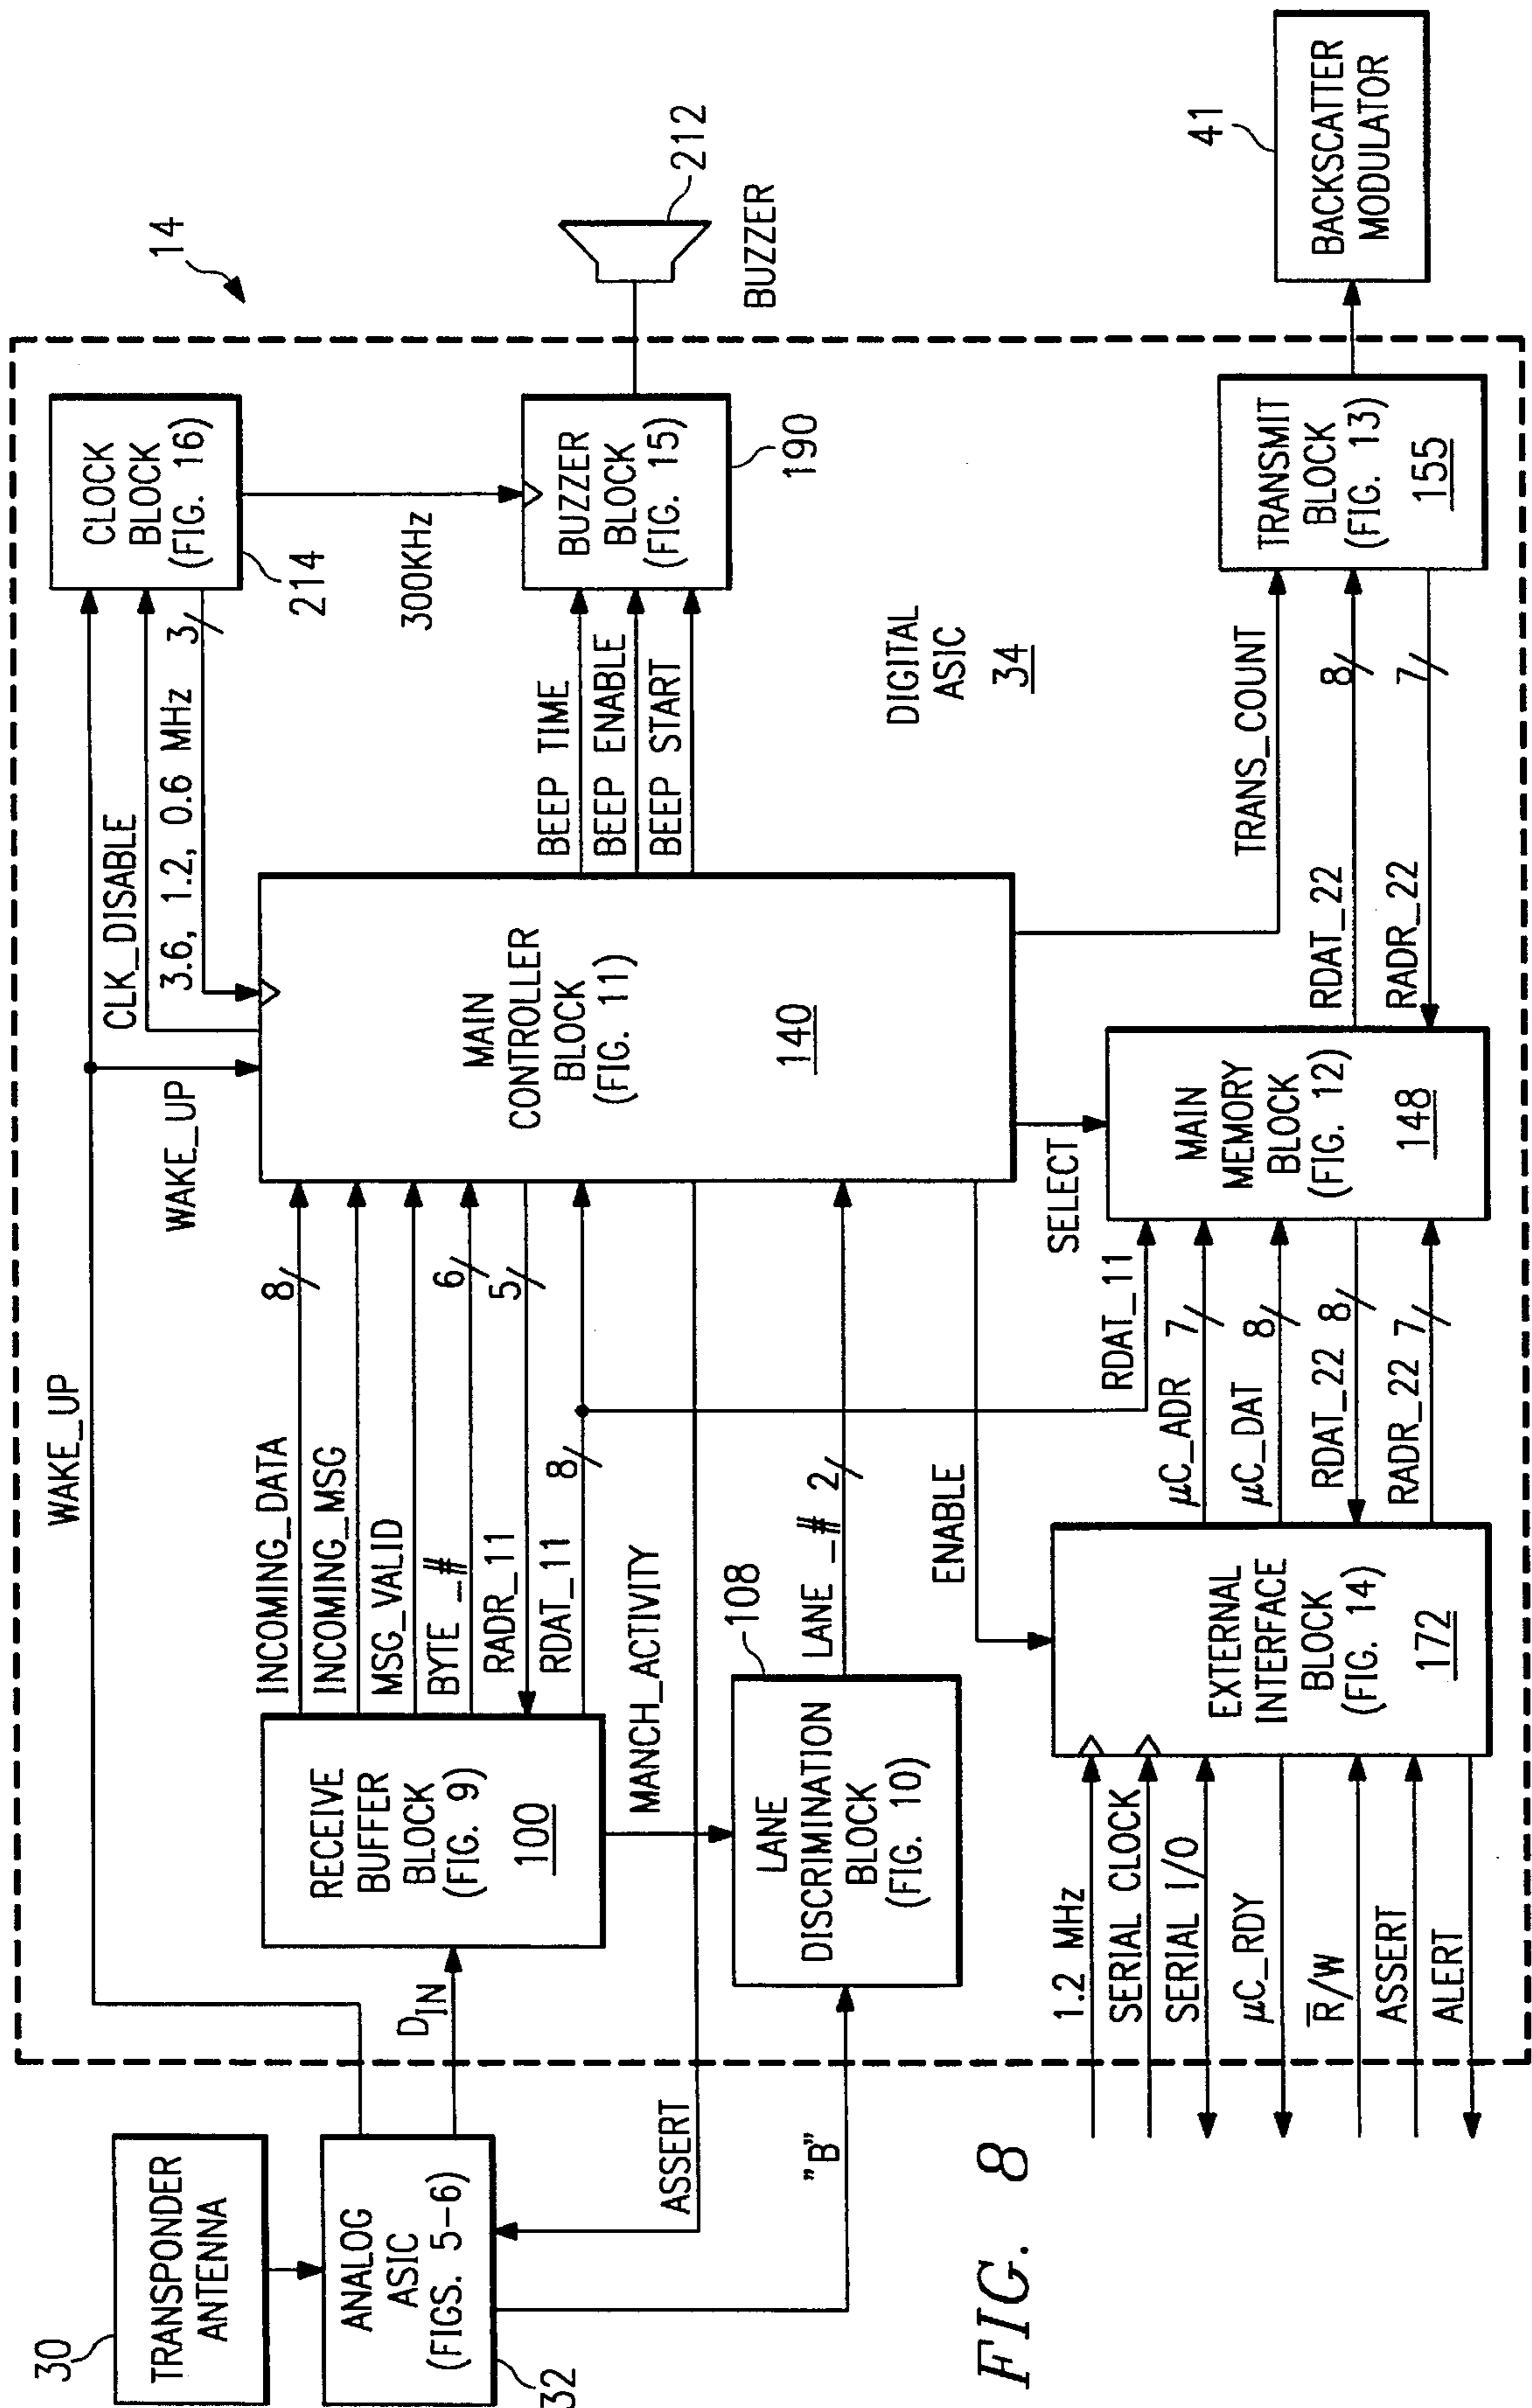 14
30
TRANSPONDER
ANTENNA
ANALOG
ASIC
(FIGS. 5-6)
32
WAKE_UP
D_IN
ASSERT
"B"
RECEIVE
BUFFER
BLOCK
(FIG. 9)
100
INCOMING_DATA
8
INCOMING_MSG
MSG_VALID
BYTE_#
6
RADR_11
5
RDAT_11
8
MANCH_ACTIVITY
108
LANE
DISCRIMINATION
BLOCK
(FIG. 10)
LANE_# 2
ENABLE
WAKE_UP
CLK_DISABLE
3.6, 1.2, 0.6 MHz 3
MAIN
CONTROLLER
BLOCK
(FIG. 11)
140
CLOCK
BLOCK
(FIG. 16)
214
300KHz
BEEP TIME
BEEP ENABLE
BEEP START
BUZZER
BLOCK
(FIG. 15)
190
212
BUZZER
DIGITAL
ASIC
34
1.2 MHz
SERIAL CLOCK
SERIAL I/O
µC_RDY
R̅/W
ASSERT
ALERT
EXTERNAL
INTERFACE
BLOCK
(FIG. 14)
172
RDAT_11
µC_ADR 7
µC_DAT 8
RDAT_22 8
RADR_22 7
SELECT
MAIN
MEMORY
BLOCK
(FIG. 12)
148
TRANS_COUNT
RDAT_22
8
RADR_22
7
TRANSMIT
BLOCK
(FIG. 13)
155
41
BACKSCATTER
MODULATOR
FIG. 8